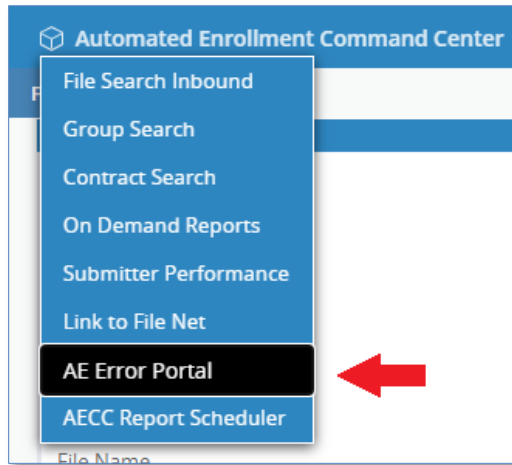 Automated Enrollment Command Center
File Search Inbound
Group Search
Contract Search
On Demand Reports
Submitter Performance
Link to File Net
AE Error Portal
AECC Report Scheduler
File Name